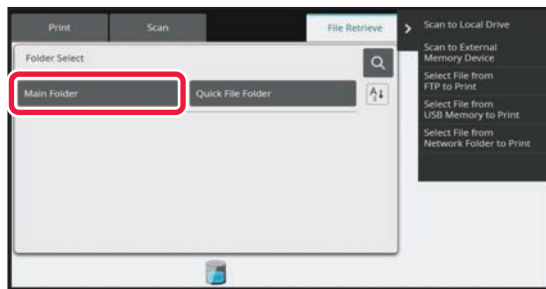 Print
Scan
File Retrieve
Folder Select
Main Folder
Quick File Folder
Scan to Local Drive
Scan to External
Memory Device
Select File from
FTP to Print
Select File from
USB Memory to Print
Select File from
Network Folder to Print